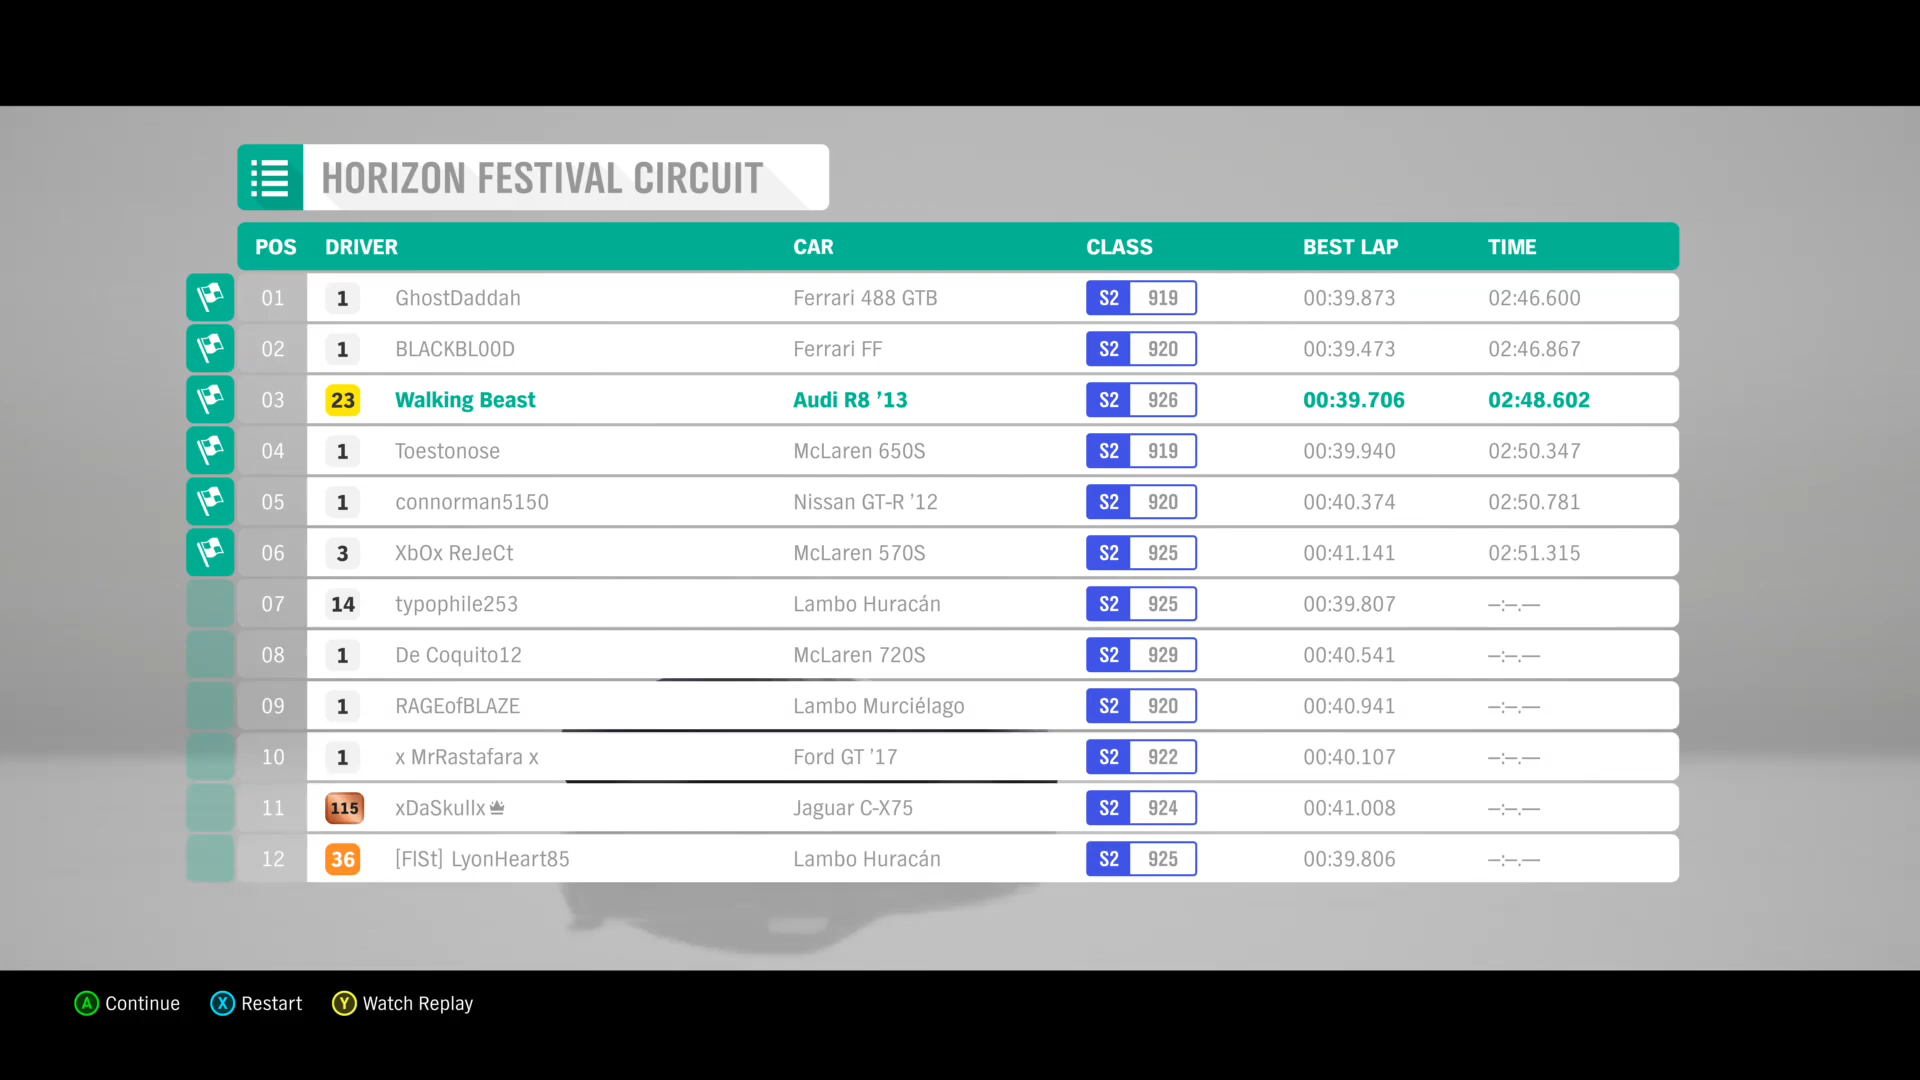 HORIZON FESTIVAL CIRCUIT
POS DRIVER CAR CLASS BEST LAP TIME
01 1 GhostDaddah Ferrari 488 GTB S2 919 00:39.873 02:46.600
02 1 BLACKBL00D Ferrari FF S2 920 00:39.473 02:46.867
03 23 Walking Beast Audi R8 ’13 S2 926 00:39.706 02:48.602
04 1 Toestonose McLaren 650S S2 919 00:39.940 02:50.347
05 1 connorman5150 Nissan GT-R ’12 S2 920 00:40.374 02:50.781
06 3 XbOx ReJeCt McLaren 570S S2 925 00:41.141 02:51.315
07 14 typophile253 Lambo Huracán S2 925 00:39.807 –:–.—
08 1 De Coquito12 McLaren 720S S2 929 00:40.541 –:–.—
09 1 RAGEofBLAZE Lambo Murciélago S2 920 00:40.941 –:–.—
10 1 x MrRastafara x Ford GT ’17 S2 922 00:40.107 –:–.—
11 115 xDaSkullx Jaguar C-X75 S2 924 00:41.008 –:–.—
12 36 [FlSt] LyonHeart85 Lambo Huracán S2 925 00:39.806 –:–.—
A Continue X Restart Y Watch Replay